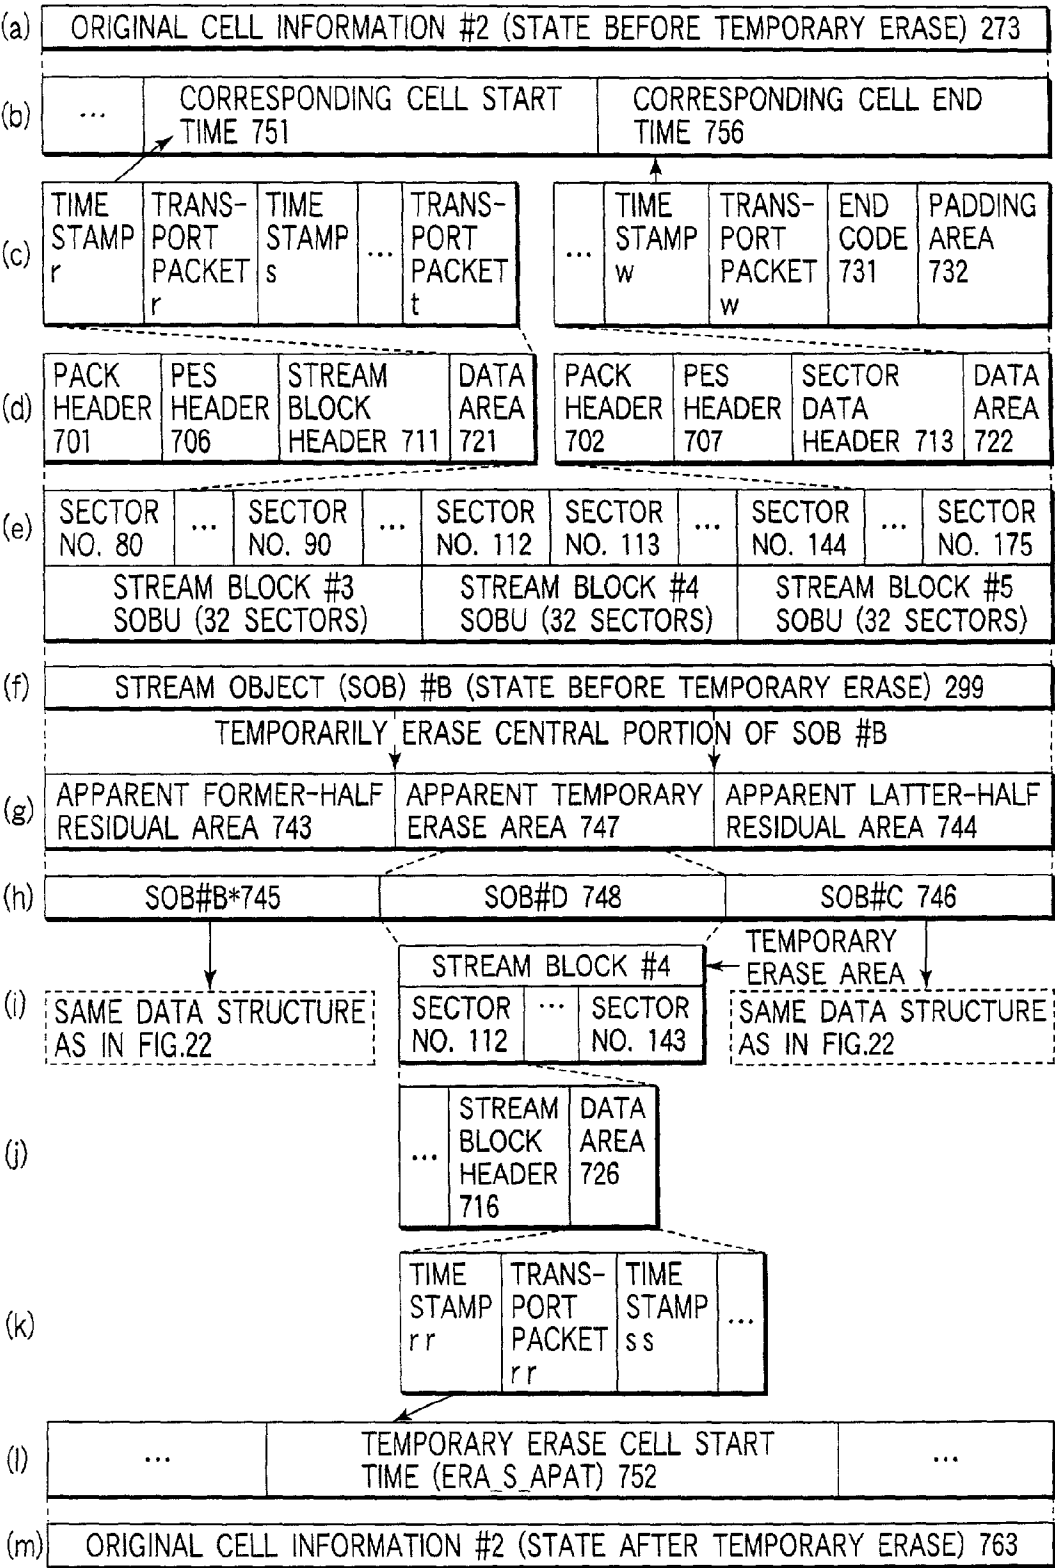 (a) ORIGINAL CELL INFORMATION #2 (STATE BEFORE TEMPORARY ERASE) 273
(b) ... CORRESPONDING CELL START TIME 751 CORRESPONDING CELL END TIME 756
(c) TIME STAMP r TRANS-PORT PACKET r TIME STAMP s ... TRANS-PORT PACKET t ... TIME STAMP w TRANS-PORT PACKET w END CODE 731 PADDING AREA 732
(d) PACK HEADER 701 PES HEADER 706 STREAM BLOCK HEADER 711 DATA AREA 721 PACK HEADER 702 PES HEADER 707 SECTOR DATA HEADER 713 DATA AREA 722
(e) SECTOR NO. 80 ... SECTOR NO. 90 ... SECTOR NO. 112 SECTOR NO. 113 ... SECTOR NO. 144 ... SECTOR NO. 175
STREAM BLOCK #3 SOBU (32 SECTORS) STREAM BLOCK #4 SOBU (32 SECTORS) STREAM BLOCK #5 SOBU (32 SECTORS)
(f) STREAM OBJECT (SOB) #B (STATE BEFORE TEMPORARY ERASE) 299
TEMPORARILY ERASE CENTRAL PORTION OF SOB #B
(g) APPARENT FORMER-HALF RESIDUAL AREA 743 APPARENT TEMPORARY ERASE AREA 747 APPARENT LATTER-HALF RESIDUAL AREA 744
(h) SOB#B*745 SOB#D 748 SOB#C 746
STREAM BLOCK #4 TEMPORARY ERASE AREA
(i) SAME DATA STRUCTURE AS IN FIG.22 SECTOR NO. 112 ... SECTOR NO. 143 SAME DATA STRUCTURE AS IN FIG.22
(j) ... STREAM BLOCK HEADER 716 DATA AREA 726
(k) TIME STAMP rr TRANS-PORT PACKET rr TIME STAMP ss ...
(l) ... TEMPORARY ERASE CELL START TIME (ERA_S_APAT) 752 ...
(m) ORIGINAL CELL INFORMATION #2 (STATE AFTER TEMPORARY ERASE) 763